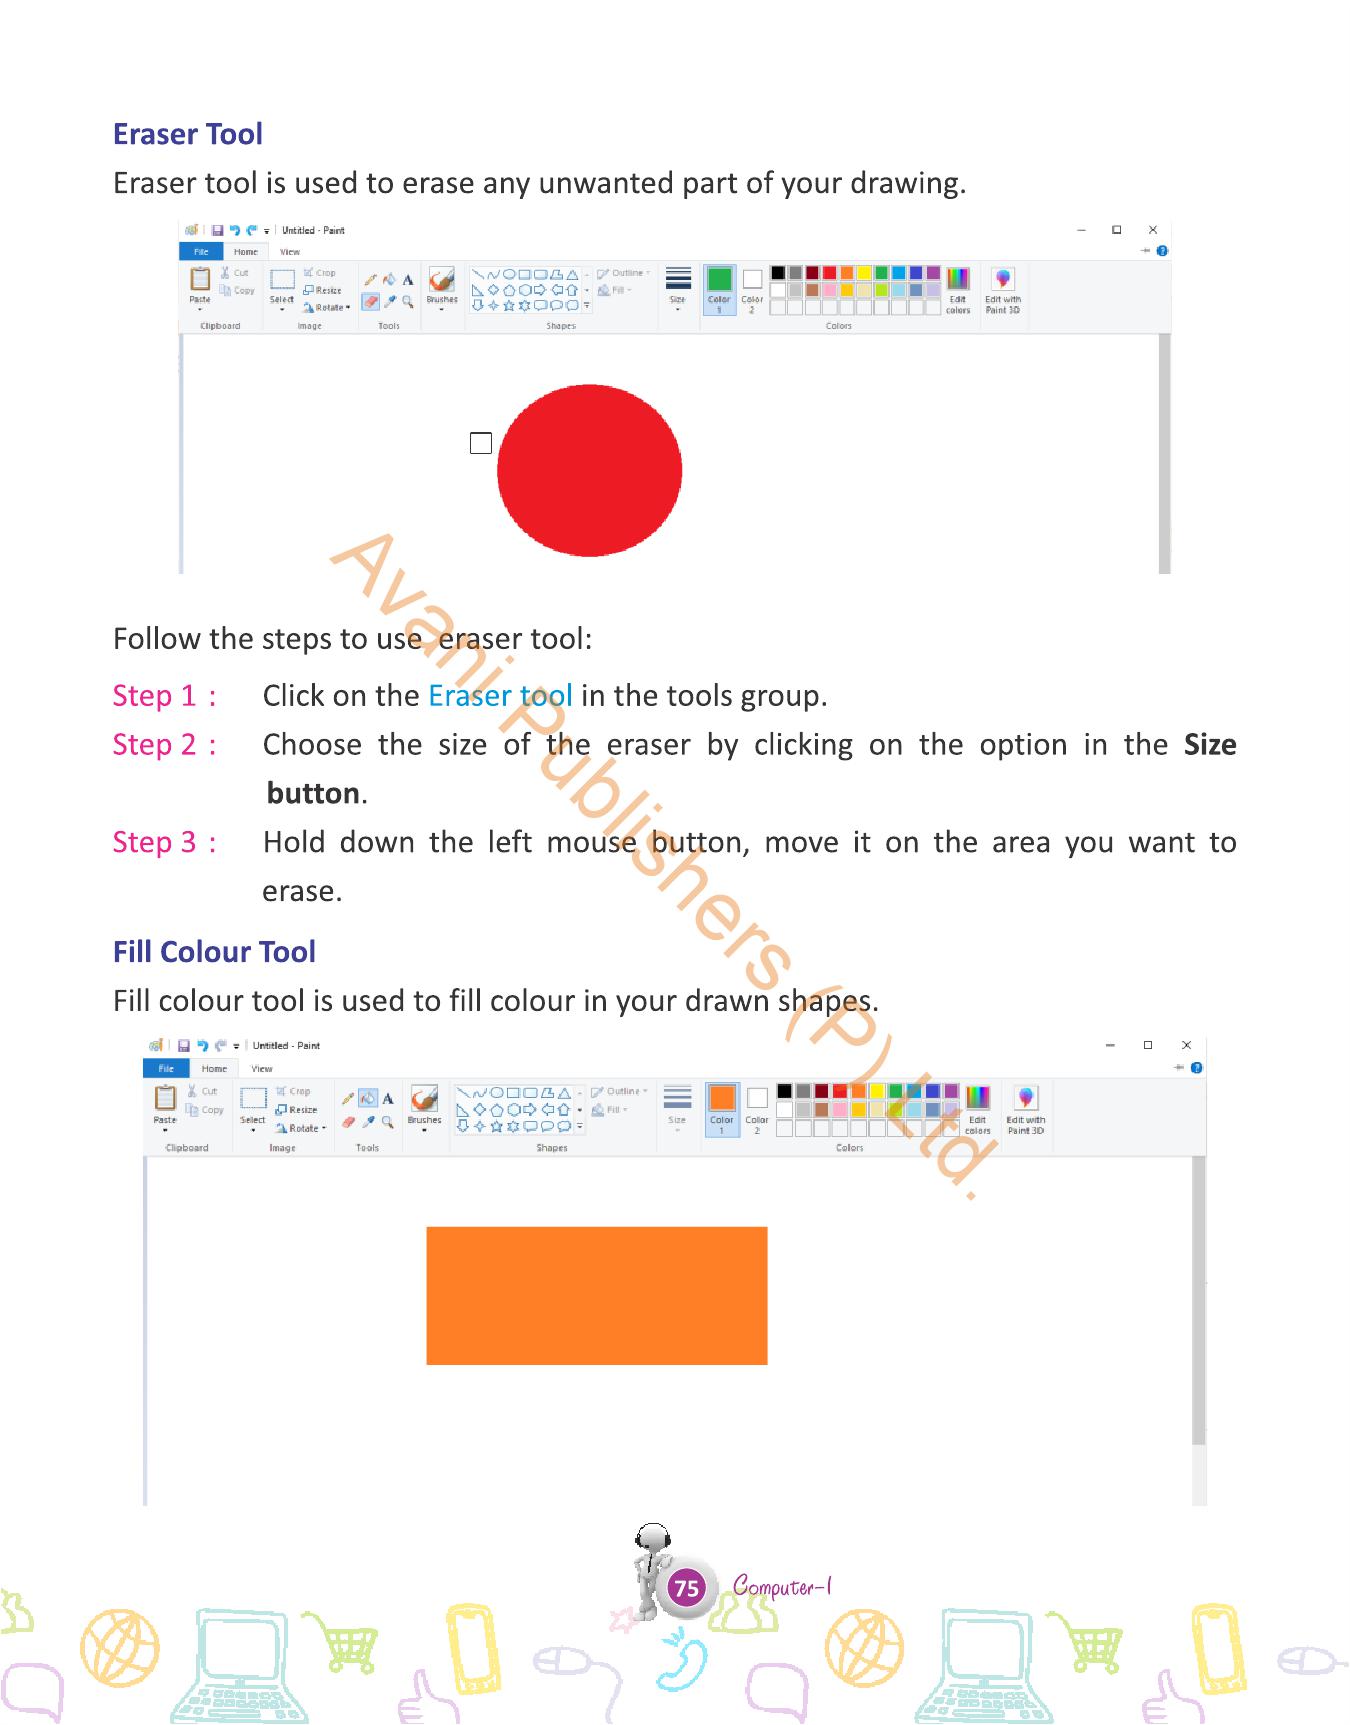 Eraser Tool
Eraser tool is used to erase any unwanted part of your drawing.
Untitled - Paint
File Home View
Paste Cut Copy Select Crop Resize Rotate A Brushes Outline Fill Size Color 1 Color 2 Edit colors Edit with Paint 3D
Clipboard Image Tools Shapes Colors
Follow the steps to use eraser tool:
Step 1 : Click on the Eraser tool in the tools group.
Step 2 : Choose the size of the eraser by clicking on the option in the Size
button.
Step 3 : Hold down the left mouse button, move it on the area you want to
erase.
Fill Colour Tool
Fill colour tool is used to fill colour in your drawn shapes.
Untitled - Paint
File Home View
Paste Cut Copy Select Crop Resize Rotate A Brushes Outline Fill Size Color 1 Color 2 Edit colors Edit with Paint 3D
Clipboard Image Tools Shapes Colors
Avani Publishers (P) Ltd.
75 Computer-1